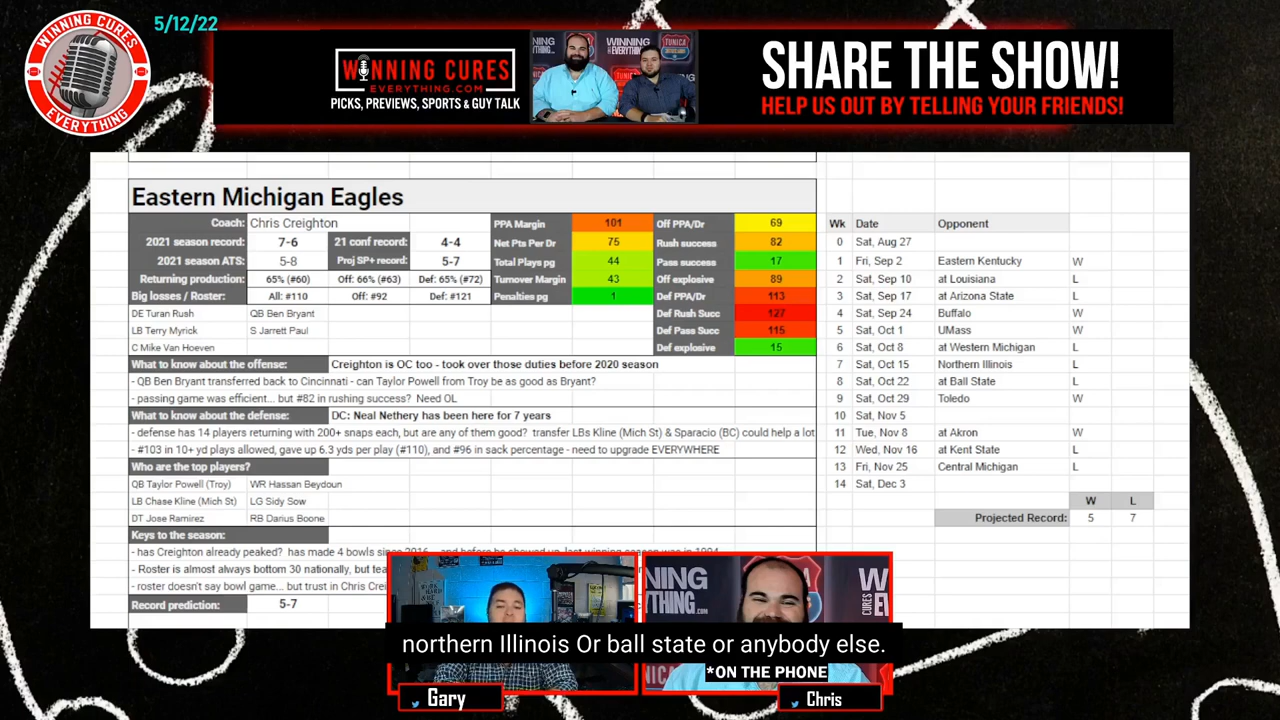 5/12/22
WINNING CURES
EVERYTHING
WINNING CURES
EVERYTHING.COM
PICKS, PREVIEWS, SPORTS & GUY TALK
WINNING
TUNICA
SHARE THE SHOW!
HELP US OUT BY TELLING YOUR FRIENDS!
Eastern Michigan Eagles
Coach: Chris Creighton PPA Margin 101 Off PPA/Dr 69
2021 season record: 7-6 21 conf record: 4-4 Net Pts Per Dr 75 Rush success 82
2021 season ATS: 5-8 Proj SP+ record: 5-7 Total Plays pg 44 Pass success 17
Returning production: 65% (#60) Off: 66% (#63) Def: 65% (#72) Turnover Margin 43 Off explosive 89
Big losses / Roster: All: #110 Off: #92 Def: #121 Penalties pg 1 Def PPA/Dr 113
DE Turan Rush QB Ben Bryant Def Rush Succ 127
LB Terry Myrick S Jarrett Paul Def Pass Succ 115
C Mike Van Hoeven Def explosive 15
What to know about the offense: Creighton is OC too - took over those duties before 2020 season
- QB Ben Bryant transferred back to Cincinnati - can Taylor Powell from Troy be as good as Bryant?
- passing game was efficient... but #82 in rushing success? Need OL
What to know about the defense: DC: Neal Nethery has been here for 7 years
- defense has 14 players returning with 200+ snaps each, but are any of them good? transfer LBs Kline (Mich St) & Sparacio (BC) could help a lot
- #103 in 10+ yd plays allowed, gave up 6.3 yds per play (#110), and #96 in sack percentage - need to upgrade EVERYWHERE
Who are the top players?
QB Taylor Powell (Troy) WR Hassan Beydoun
LB Chase Kline (Mich St) LG Sidy Sow
DT Jose Ramirez RB Darius Boone
Keys to the season:
- has Creighton already peaked? has made 4 bowls since 2016... and before he showed up, last winning season was in 1994
- Roster is almost always bottom 30 nationally, but
- roster doesn't say bowl game... but trust in Chris
Record prediction: 5-7
Wk Date Opponent
0 Sat, Aug 27
1 Fri, Sep 2 Eastern Kentucky W
2 Sat, Sep 10 at Louisiana L
3 Sat, Sep 17 at Arizona State L
4 Sat, Sep 24 Buffalo W
5 Sat, Oct 1 UMass W
6 Sat, Oct 8 at Western Michigan L
7 Sat, Oct 15 Northern Illinois L
8 Sat, Oct 22 at Ball State L
9 Sat, Oct 29 Toledo W
10 Sat, Nov 5
11 Tue, Nov 8 at Akron W
12 Wed, Nov 16 at Kent State L
13 Fri, Nov 25 Central Michigan L
14 Sat, Dec 3
W L
Projected Record: 5 7
northern Illinois Or ball state or anybody else.
*ON THE PHONE
Gary
Chris